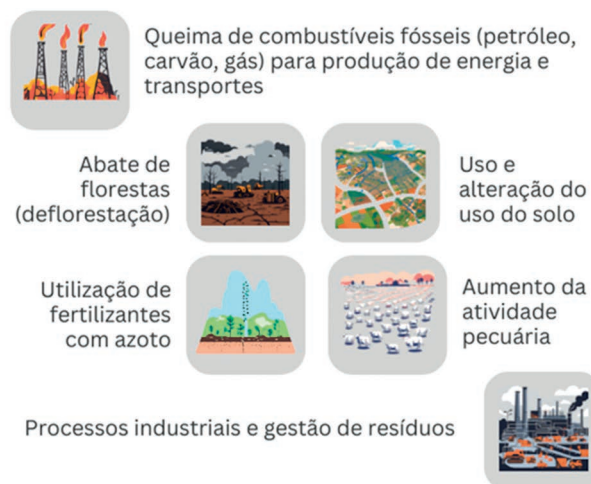 Queima de combustíveis fósseis (petróleo,
carvão, gás) para produção de energia e
transportes
Abate de
florestas
(deflorestação)
Uso e
alteração do
uso do solo
Utilização de
fertilizantes
com azoto
Aumento da
atividade
pecuária
Processos industriais e gestão de resíduos